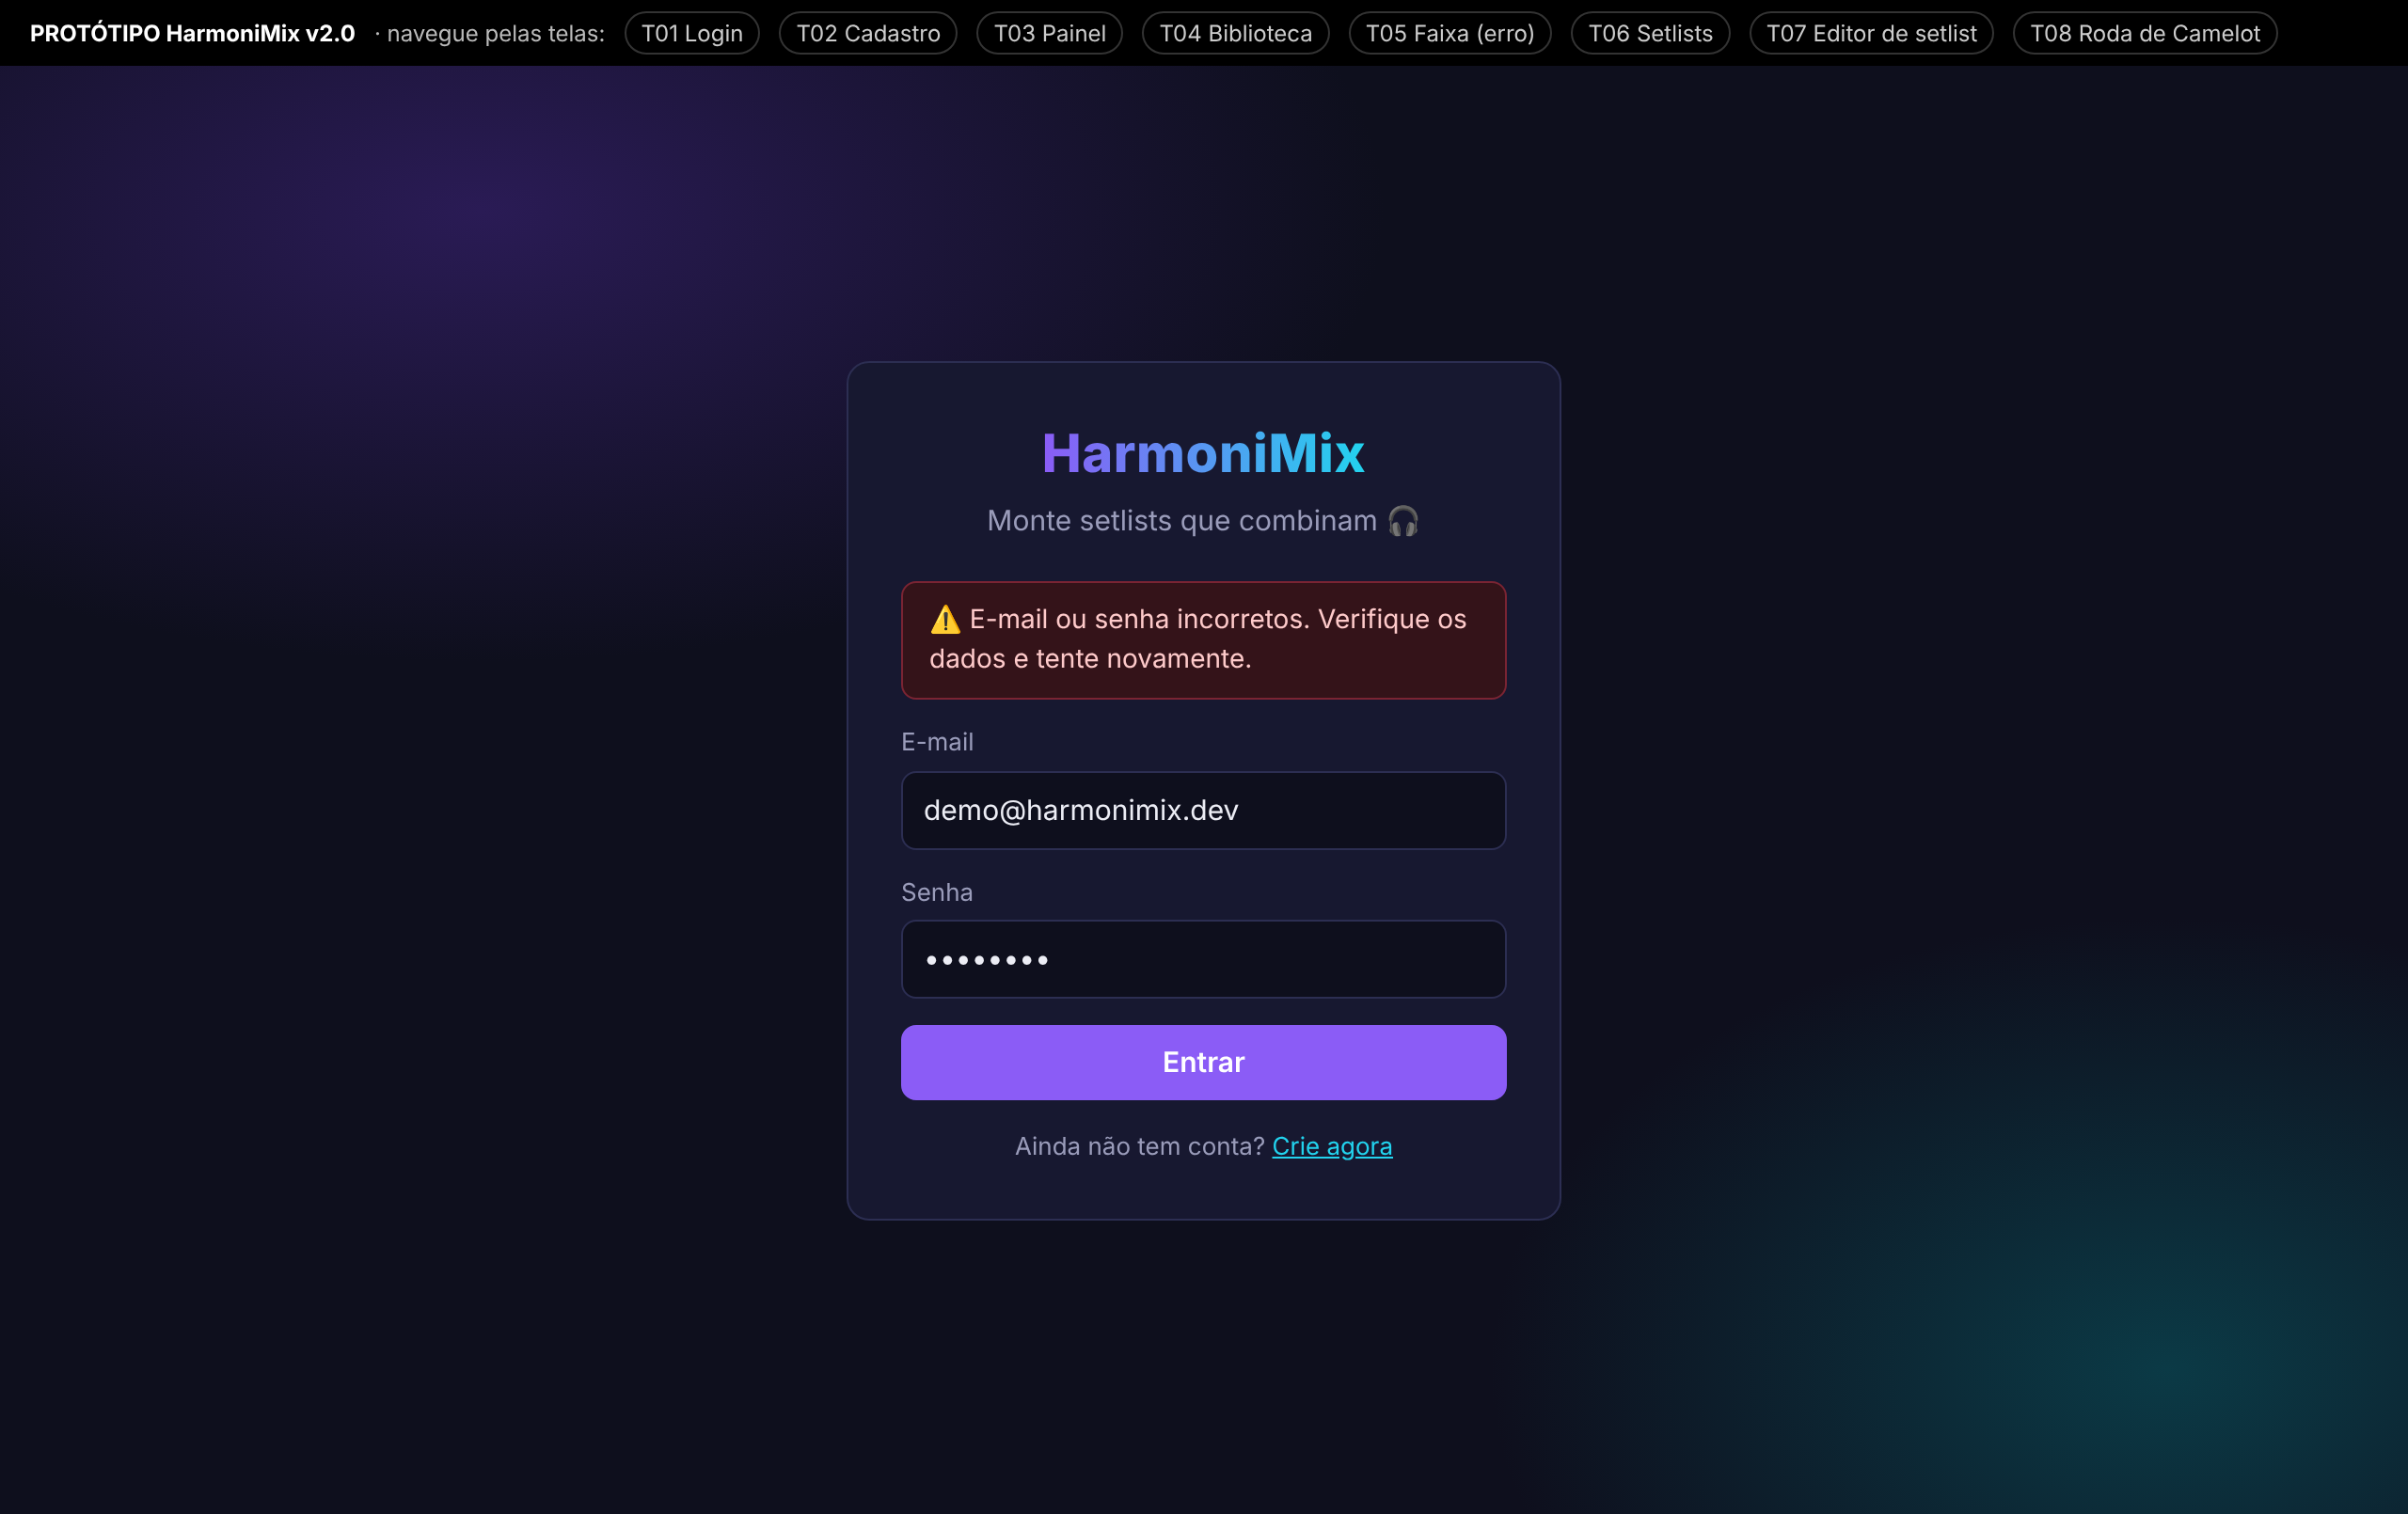 PROTÓTIPO HarmoniMix v2.0 · navegue pelas telas: T01 Login T02 Cadastro T03 Painel T04 Biblioteca T05 Faixa (erro) T06 Setlists T07 Editor de setlist T08 Roda de Camelot
HarmoniMix
Monte setlists que combinam 🎧
⚠️ E-mail ou senha incorretos. Verifique os
dados e tente novamente.
E-mail
demo@harmonimix.dev
Senha
••••••••
Entrar
Ainda não tem conta? Crie agora